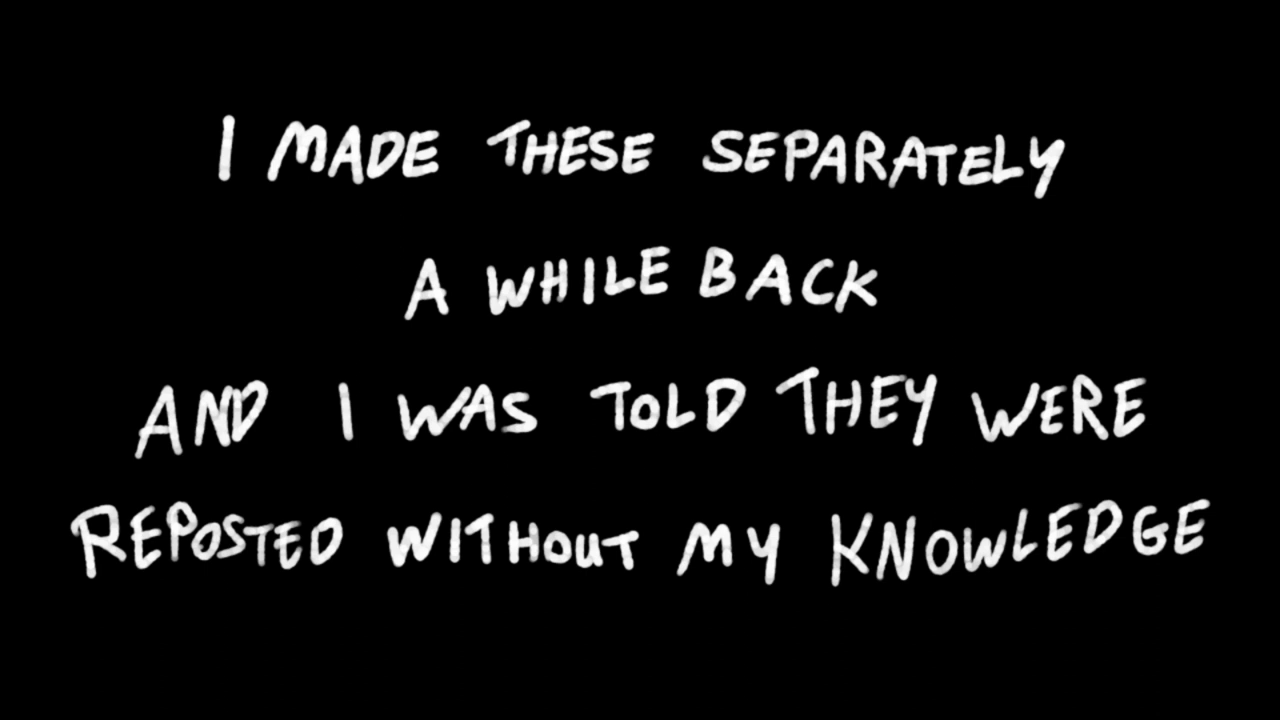 I MADE THESE SEPARATELY
A WHILE BACK
AND I WAS TOLD THEY WERE
REPOSTED WITHOUT MY KNOWLEDGE